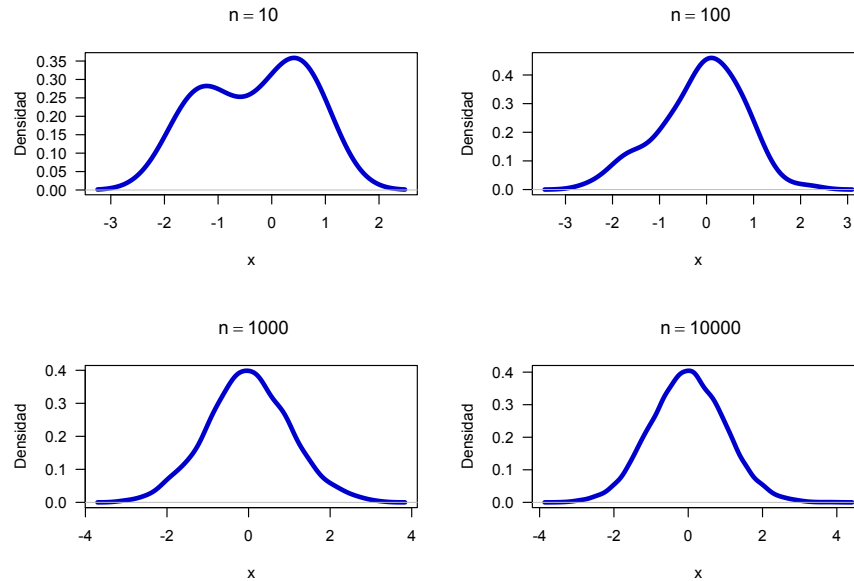 n = 10
Densidad
0.35
0.30
0.25
0.20
0.15
0.10
0.05
0.00
-3 -2 -1 0 1 2
x
n = 100
Densidad
0.4
0.3
0.2
0.1
0.0
-3 -2 -1 0 1 2 3
x
n = 1000
Densidad
0.4
0.3
0.2
0.1
0.0
-4 -2 0 2 4
x
n = 10000
Densidad
0.4
0.3
0.2
0.1
0.0
-4 -2 0 2 4
x